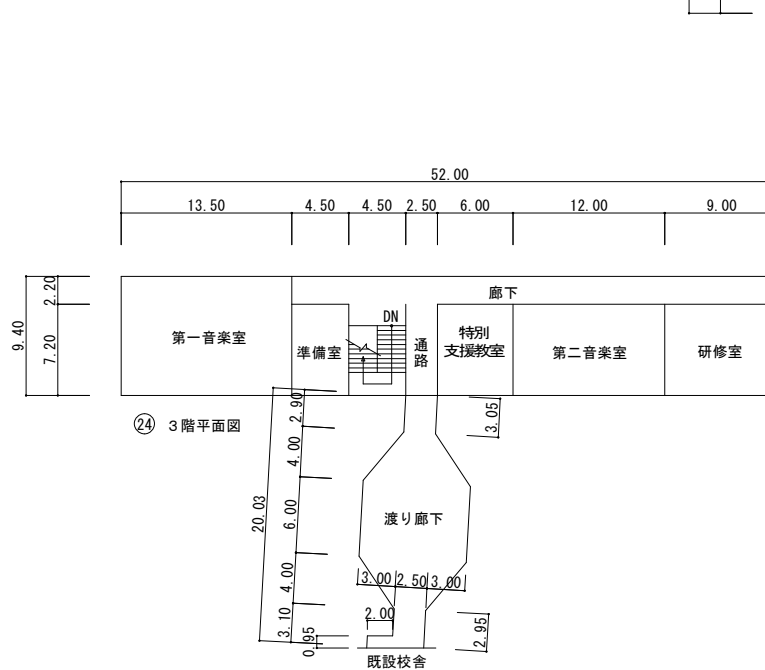 52.00
13.50 4.50 4.50 2.50 6.00 12.00 9.00
9.40
2.20
7.20
廊下
DN
第一音楽室
準備室
通路
特別
支援教室
第二音楽室
研修室
㉔ 3階平面図
2.90
3.05
4.00
20.03
6.00
渡り廊下
4.00
3.00 2.50 3.00
3.10
2.00
0.95
2.95
既設校舎